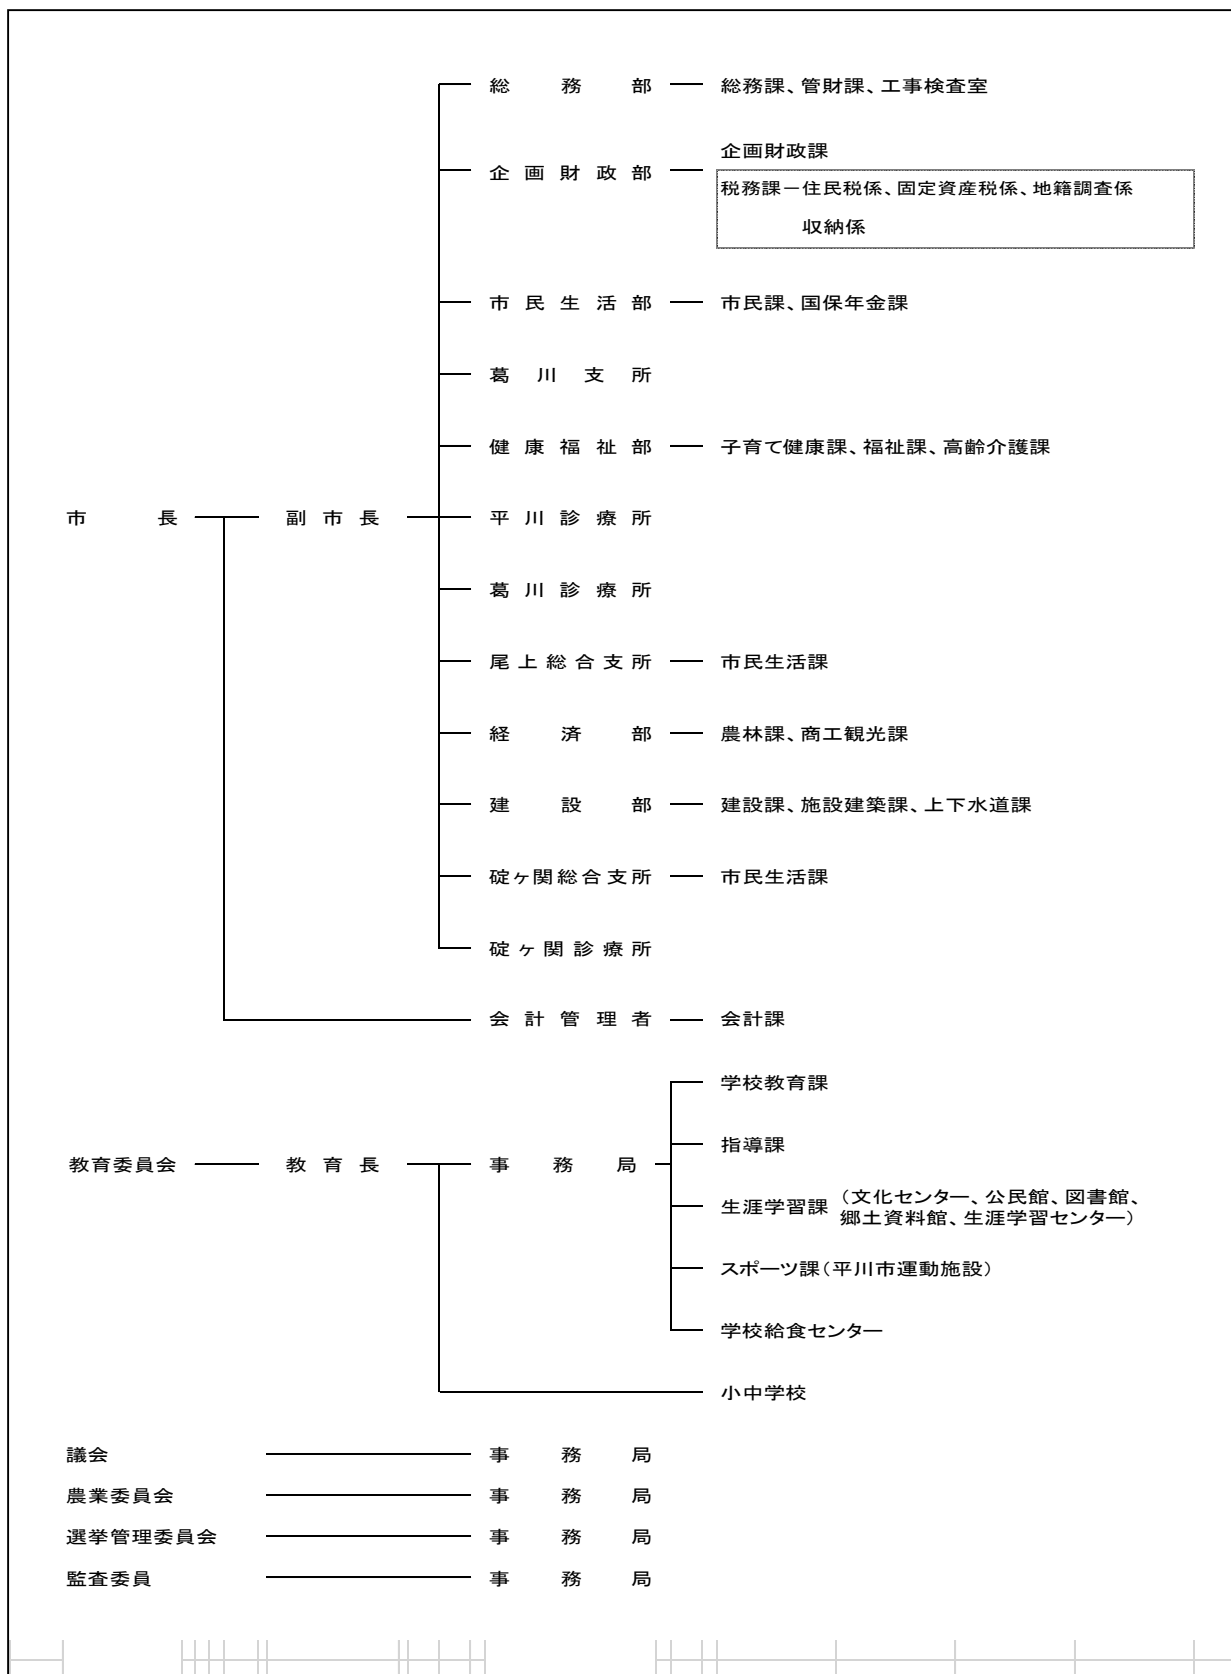 総務部 総務課、管財課、工事検査室
企画財政課
企画財政部
税務課－住民税係、固定資産税係、地籍調査係
収納係
市民生活部 市民課、国保年金課
葛川支所
健康福祉部 子育て健康課、福祉課、高齢介護課
市長 副市長 平川診療所
葛川診療所
尾上総合支所 市民生活課
経済部 農林課、商工観光課
建設部 建設課、施設建築課、上下水道課
碇ヶ関総合支所 市民生活課
碇ヶ関診療所
会計管理者 会計課
学校教育課
指導課
教育委員会 教育長 事務局
生涯学習課（文化センター、公民館、図書館、
郷土資料館、生涯学習センター）
スポーツ課（平川市運動施設）
学校給食センター
小中学校
議会 事務局
農業委員会 事務局
選挙管理委員会 事務局
監査委員 事務局